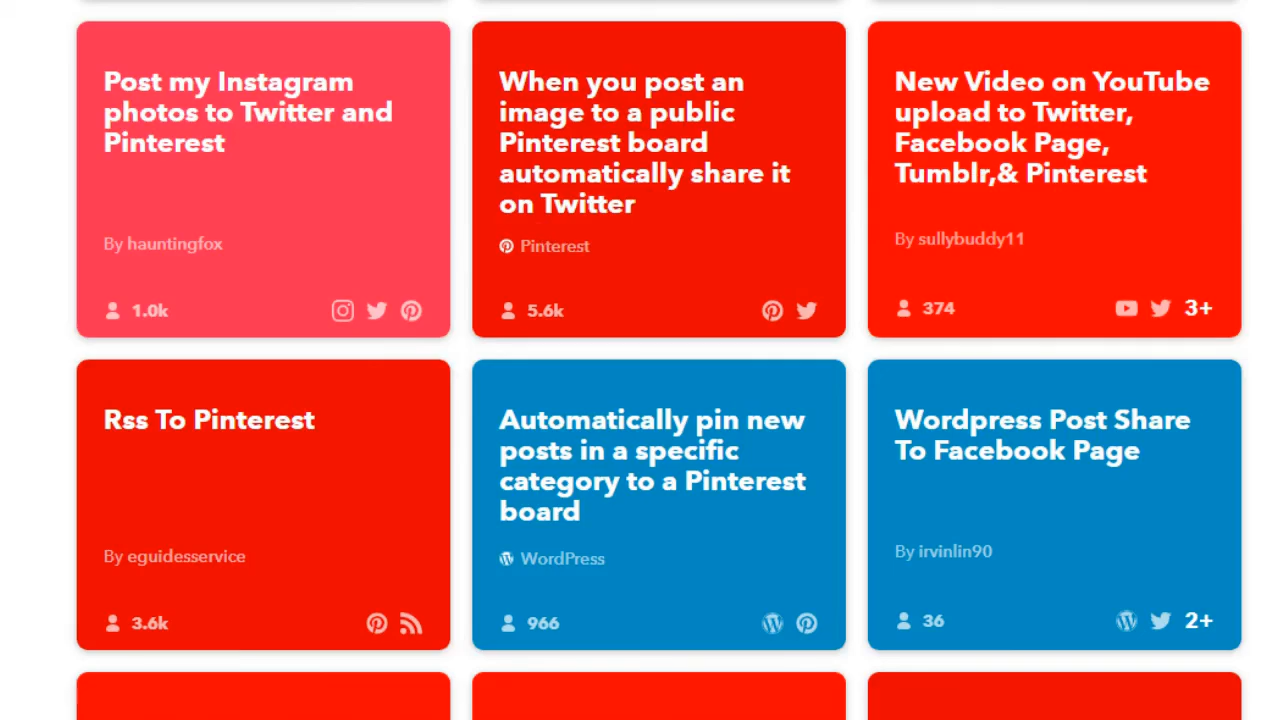 Post my Instagram
photos to Twitter and
Pinterest
By hauntingfox
1.0k
When you post an
image to a public
Pinterest board
automatically share it
on Twitter
Pinterest
5.6k
New Video on YouTube
upload to Twitter,
Facebook Page,
Tumblr,& Pinterest
By sullybuddy11
374
3+
Rss To Pinterest
By eguidesservice
3.6k
Automatically pin new
posts in a specific
category to a Pinterest
board
WordPress
966
Wordpress Post Share
To Facebook Page
By irvinlin90
36
2+